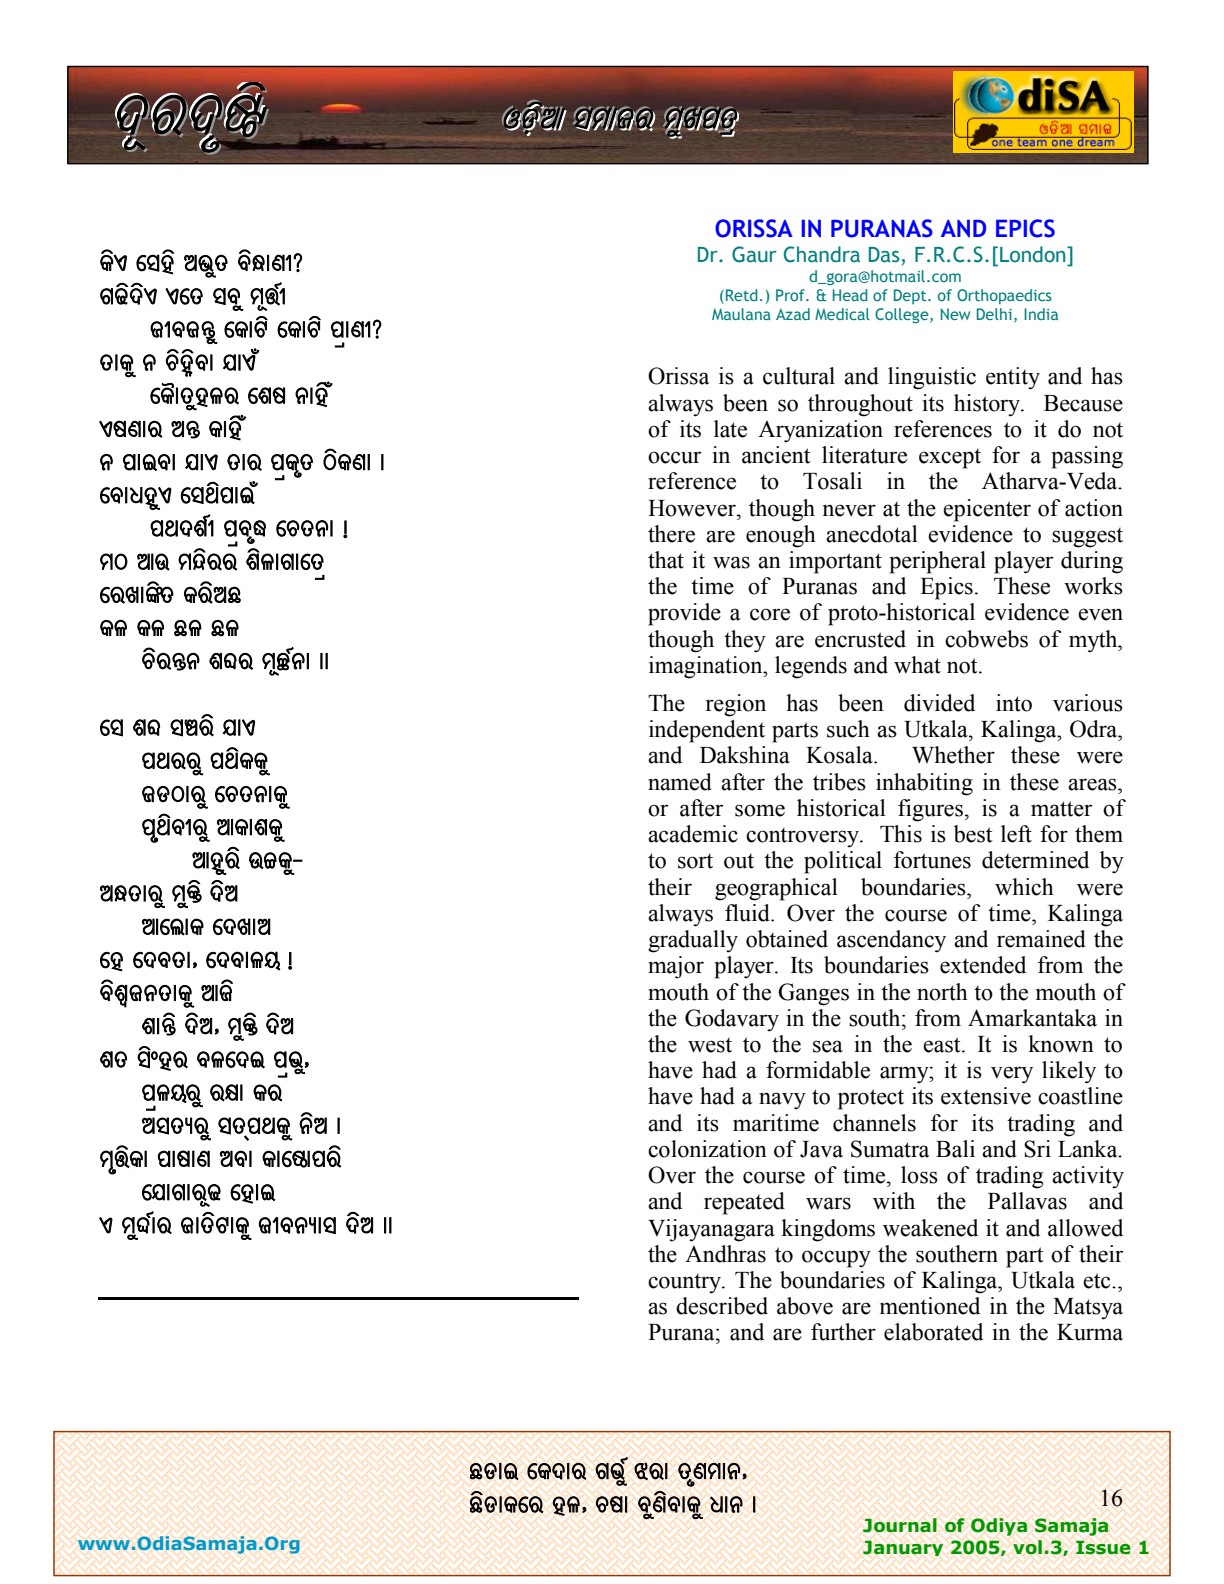 ଦୂରଦୃଷ୍ଟି
ଓଡ଼ିଆ ସମାଜର ମୁଖପତ୍ର
OdiSA
ଓଡିଆ ସମାଜ
one team one dream
କିଏ ସେହି ଅଦ୍ଭୁତ ବିନ୍ଧାଣୀ?
ଗଢିଦିଏ ଏତେ ସବୁ ମୂର୍ତ୍ତୀ
ଜୀବଜନ୍ତୁ କୋଟି କୋଟି ପ୍ରାଣୀ?
ତାକୁ ନ ଚିହ୍ନିବା ଯାଏଁ
କୌତୁହଳର ଶେଷ ନାହିଁ
ଏଷଣାର ଅନ୍ତ କାହିଁ
ନ ପାଇବା ଯାଏ ତାର ପ୍ରକୃତ ଠିକଣା ।
ବୋଧହୁଏ ସେଥିପାଇଁ
ପଥଦର୍ଶୀ ପ୍ରବୃଦ୍ଧ ଚେତନା !
ମଠ ଆଉ ମନ୍ଦିରର ଶିଳାଗାତ୍ରେ
ରେଖାଙ୍କିତ କରିଅଛ
କଳ କଳ ଛଳ ଛଳ
ଚିରନ୍ତନ ଶବ୍ଦର ମୂର୍ଚ୍ଛନା ॥
ସେ ଶବ୍ଦ ସଞ୍ଚରି ଯାଏ
ପଥରରୁ ପଥିକକୁ
ଜଡଠାରୁ ଚେତନାକୁ
ପୃଥିବୀରୁ ଆକାଶକୁ
ଆହୁରି ଉଚ୍ଚକୁ–
ଅନ୍ଧତାରୁ ମୁକ୍ତି ଦିଅ
ଆଲୋକ ଦେଖାଅ
ହେ ଦେବତା, ଦେବାଳୟ !
ବିଶ୍ୱଜନତାକୁ ଆଜି
ଶାନ୍ତି ଦିଅ, ମୁକ୍ତି ଦିଅ
ଶତ ସିଂହର ବଳଦେଇ ପ୍ରଭୁ,
ପ୍ରଳୟରୁ ରକ୍ଷା କର
ଅସତ୍ୟରୁ ସତ୍‌ପଥକୁ ନିଅ ।
ମୃତ୍ତିକା ପାଷାଣ ଅବା କାଷ୍ଠୋପରି
ଯୋଗାରୂଢ ହୋଇ
ଏ ମୁର୍ଦ୍ଦାର ଜାତିଟାକୁ ଜୀବନ୍ୟାସ ଦିଅ ॥
ORISSA IN PURANAS AND EPICS
Dr. Gaur Chandra Das, F.R.C.S.[London]
d_gora@hotmail.com
(Retd.) Prof. & Head of Dept. of Orthopaedics
Maulana Azad Medical College, New Delhi, India
Orissa is a cultural and linguistic entity and has
always been so throughout its history. Because
of its late Aryanization references to it do not
occur in ancient literature except for a passing
reference to Tosali in the Atharva-Veda.
However, though never at the epicenter of action
there are enough anecdotal evidence to suggest
that it was an important peripheral player during
the time of Puranas and Epics. These works
provide a core of proto-historical evidence even
though they are encrusted in cobwebs of myth,
imagination, legends and what not.
The region has been divided into various
independent parts such as Utkala, Kalinga, Odra,
and Dakshina Kosala. Whether these were
named after the tribes inhabiting in these areas,
or after some historical figures, is a matter of
academic controversy. This is best left for them
to sort out the political fortunes determined by
their geographical boundaries, which were
always fluid. Over the course of time, Kalinga
gradually obtained ascendancy and remained the
major player. Its boundaries extended from the
mouth of the Ganges in the north to the mouth of
the Godavary in the south; from Amarkantaka in
the west to the sea in the east. It is known to
have had a formidable army; it is very likely to
have had a navy to protect its extensive coastline
and its maritime channels for its trading and
colonization of Java Sumatra Bali and Sri Lanka.
Over the course of time, loss of trading activity
and repeated wars with the Pallavas and
Vijayanagara kingdoms weakened it and allowed
the Andhras to occupy the southern part of their
country. The boundaries of Kalinga, Utkala etc.,
as described above are mentioned in the Matsya
Purana; and are further elaborated in the Kurma
ଛଡାଇ କେଦାର ଗର୍ଭୁ ଝରା ତୃଣମାନ,
ଛିଡାକରେ ହଳ, ଚଷା ବୁଣିବାକୁ ଧାନ ।
16
www.OdiaSamaja.Org
Journal of Odiya Samaja
January 2005, vol.3, Issue 1